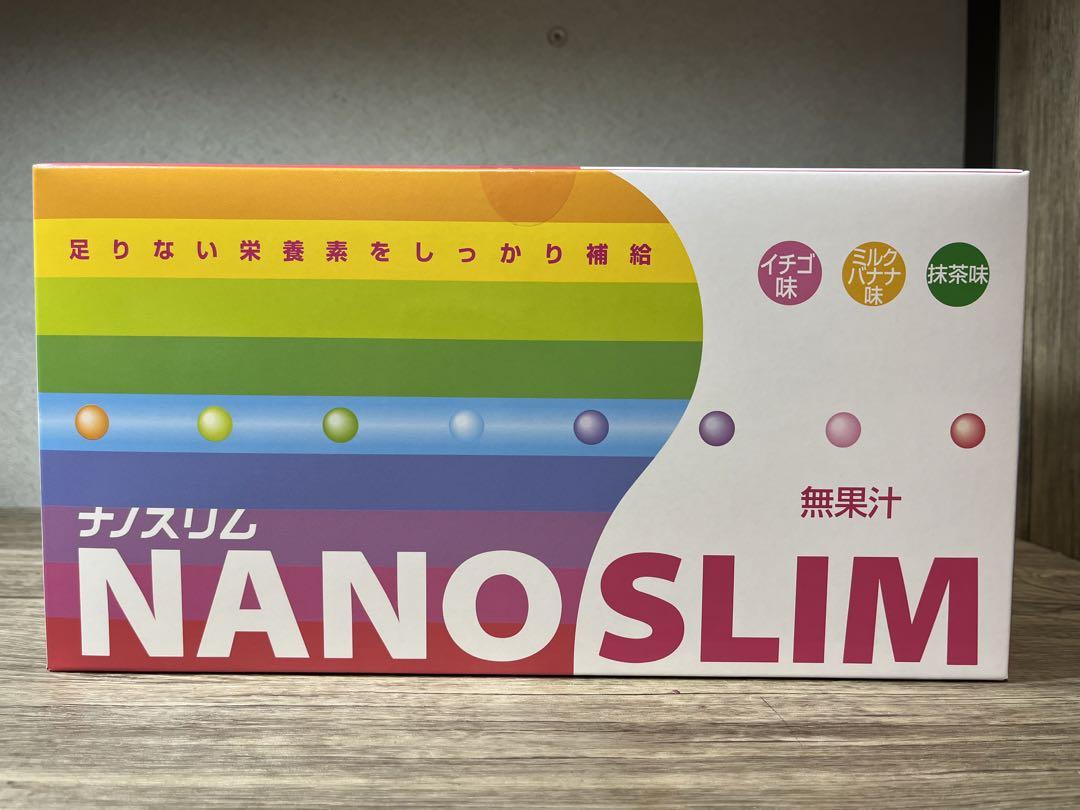 足りない栄養素をしっかり補給
イチゴ
味
ミルク
バナナ
味
抹茶味
無果汁
ナノスリム
NANOSLIM